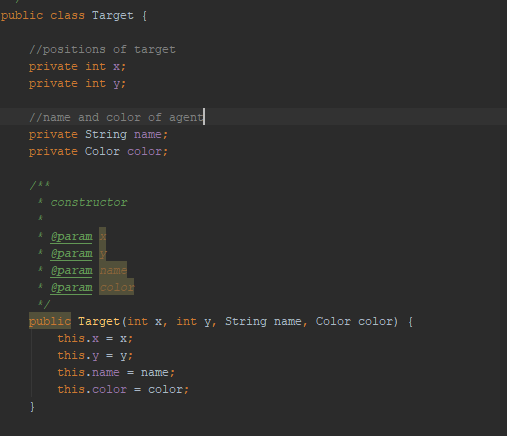 public class Target {
//positions of target
private int x;
private int y;
//name and color of agent
private String name;
private Color color;
/**
* constructor
*
* @param x
* @param y
* @param name
* @param color
*/
public Target(int x, int y, String name, Color color) {
this.x = x;
this.y = y;
this.name = name;
this.color = color;
}